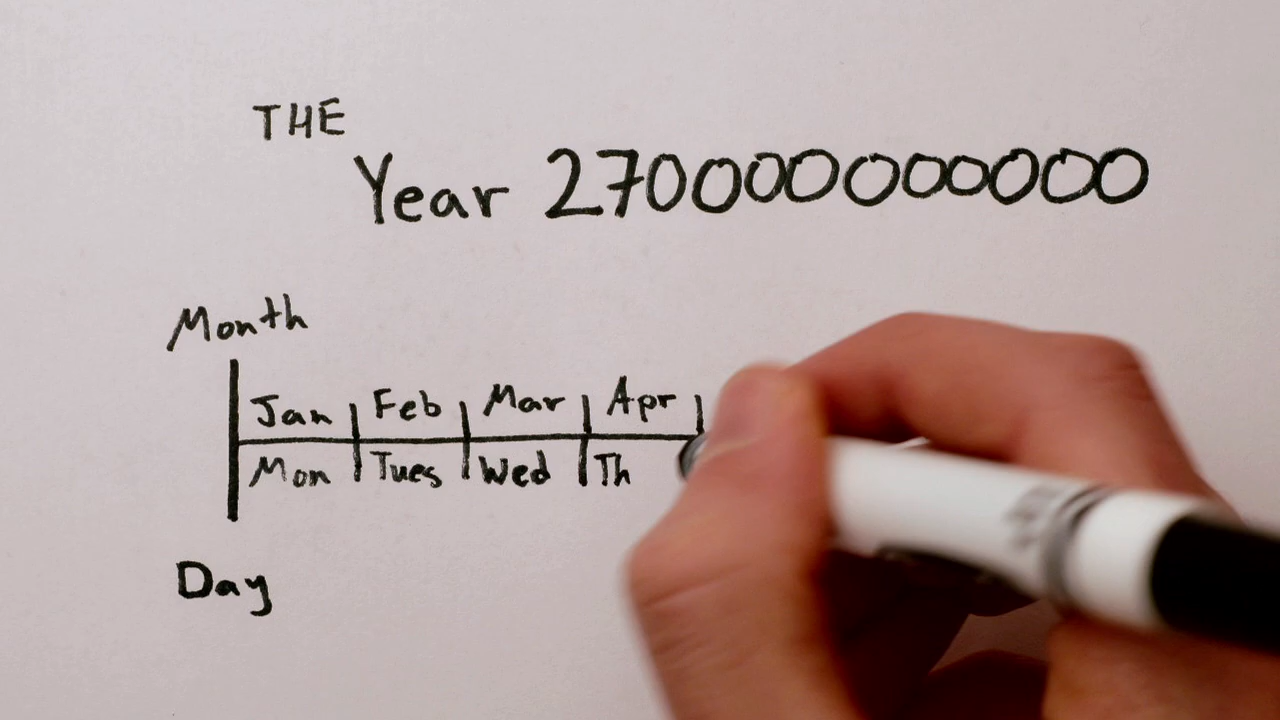 THE
Year 270000000000
Month
Jan Feb Mar Apr
Mon Tues Wed Th
Day